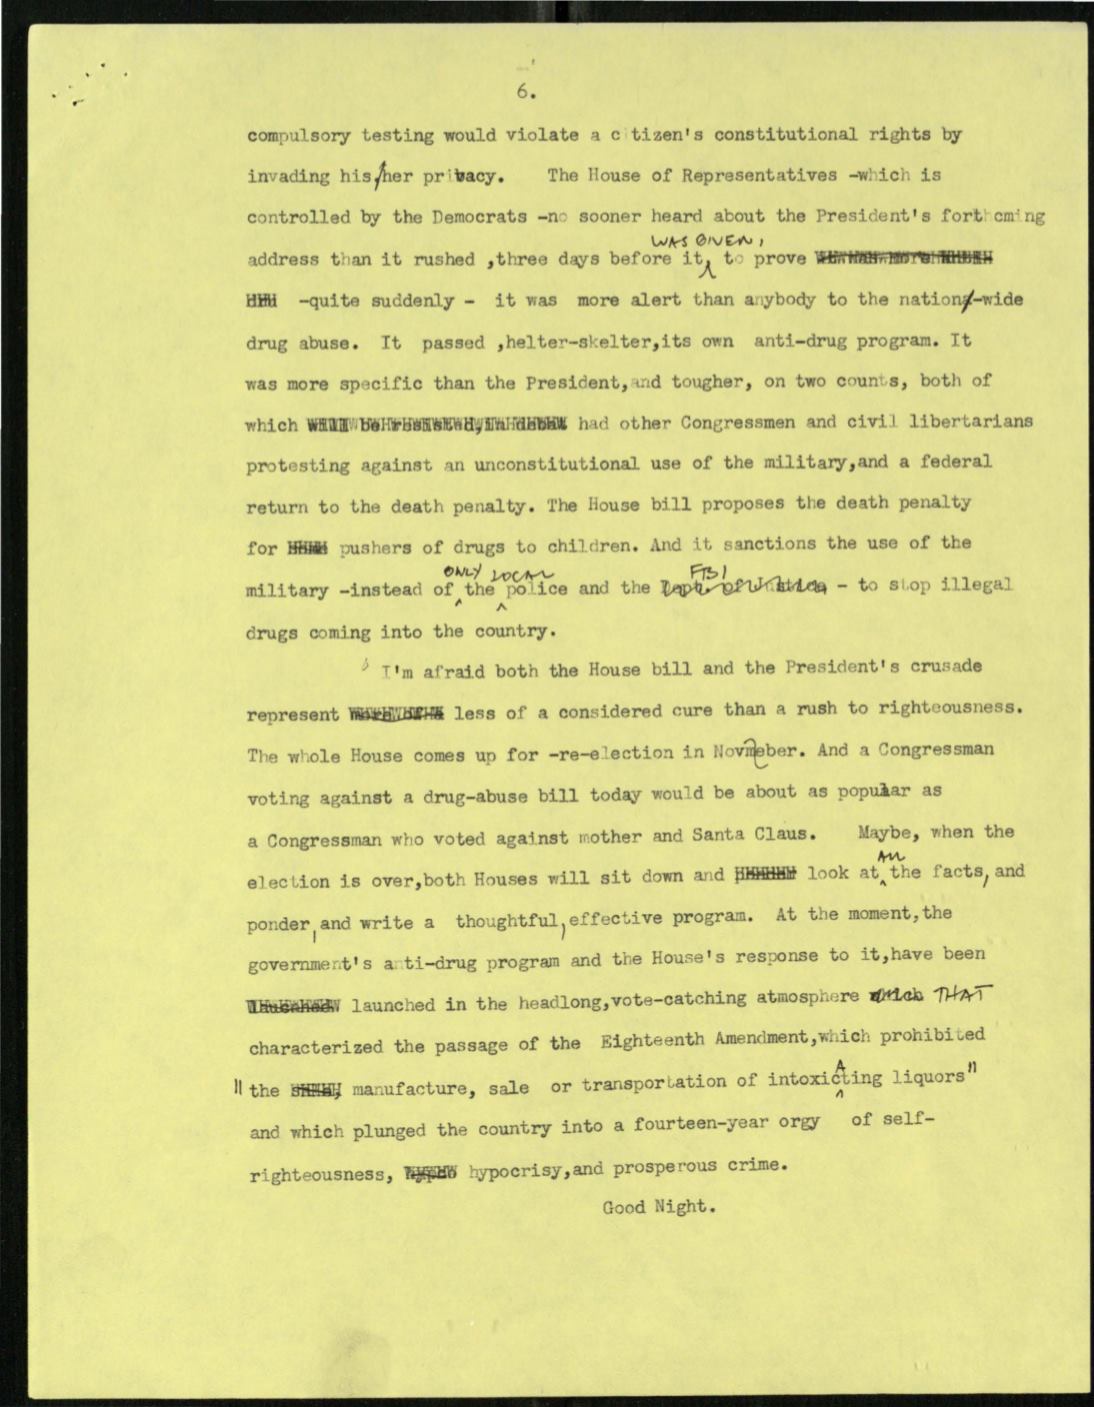 6.
compulsory testing would violate a c tizen's constitutional rights by
invading his/her privacy. The House of Representatives -which is
controlled by the Democrats -no sooner heard about the President's forthcming
WAS GIVEN,
address than it rushed ,three days before it, to prove
-quite suddenly - it was more alert than anybody to the nation-wide
drug abuse. It passed ,helter-skelter,its own anti-drug program. It
was more specific than the President,and tougher, on two counts, both of
which will be resisted,in debat had other Congressmen and civil libertarians
protesting against an unconstitutional use of the military,and a federal
return to the death penalty. The House bill proposes the death penalty
for pushers of drugs to children. And it sanctions the use of the
ONLY LOCAL FBI
military -instead of the police and the Dept. of Justice - to stop illegal
drugs coming into the country.
I'm afraid both the House bill and the President's crusade
represent less of a considered cure than a rush to righteousness.
The whole House comes up for -re-election in Novmeber. And a Congressman
voting against a drug-abuse bill today would be about as popular as
a Congressman who voted against mother and Santa Claus. Maybe, when the
ALL
election is over,both Houses will sit down and look at the facts, and
ponder, and write a thoughtful, effective program. At the moment,the
government's anti-drug program and the House's response to it,have been
launched in the headlong,vote-catching atmosphere which THAT
characterized the passage of the Eighteenth Amendment,which prohibited
A
"the manufacture, sale or transportation of intoxicting liquors"
and which plunged the country into a fourteen-year orgy of self-
righteousness, hypocrisy,and prosperous crime.
Good Night.